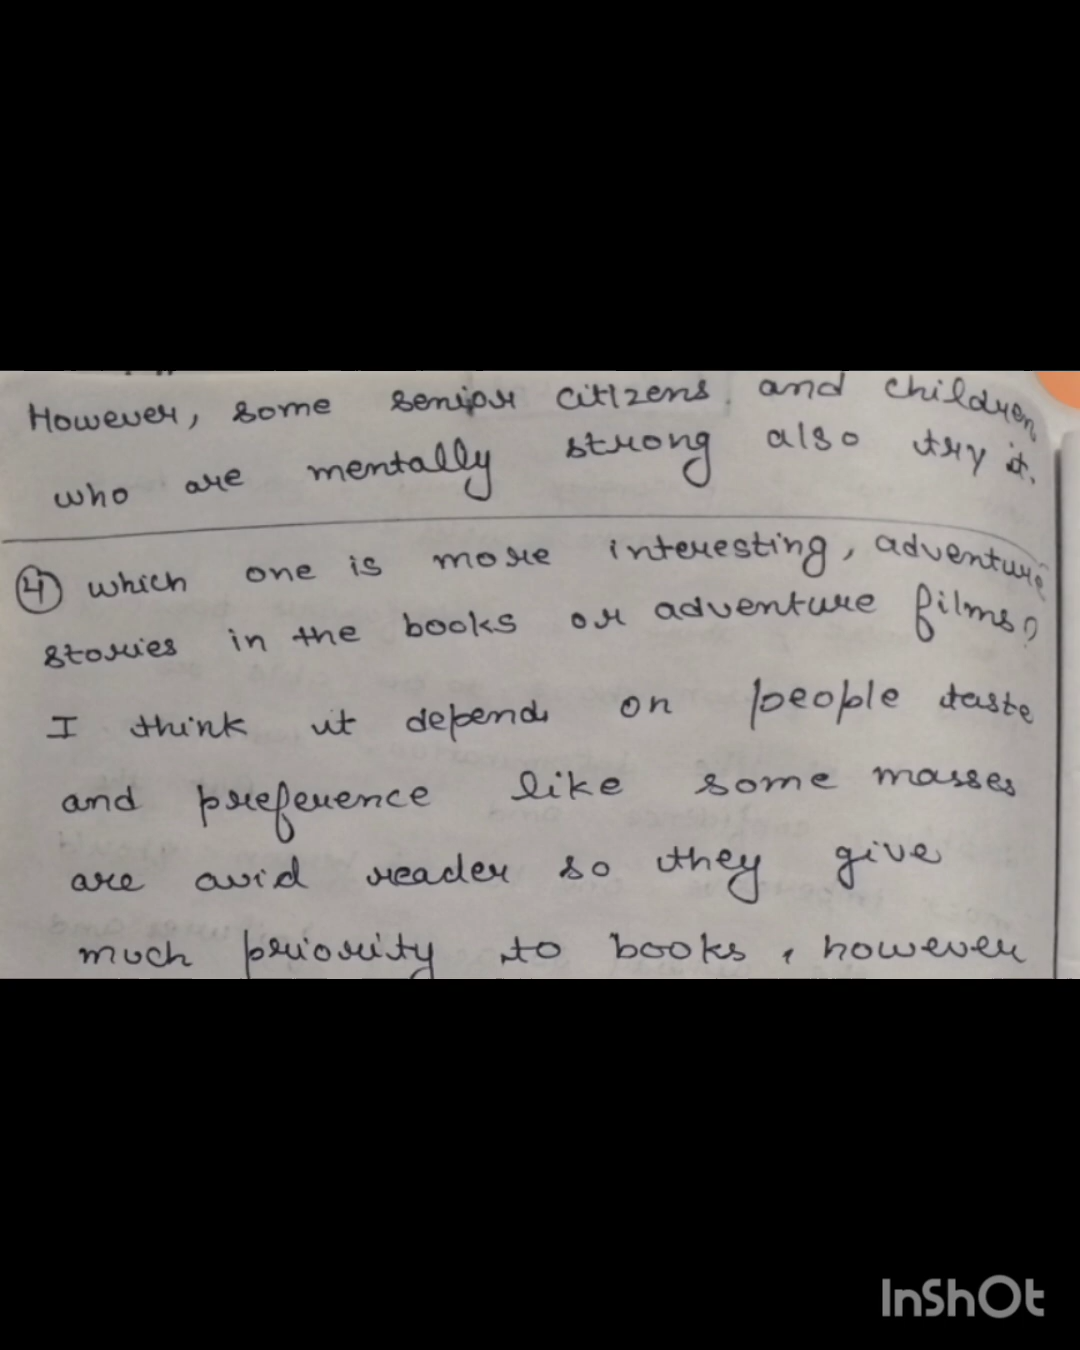 However, some senior citizens and children
who are mentally strong also try it.
④ which one is more interesting, adventure
stories in the books or adventure films?
I think it depends on people taste
and preference like some masses
are avid reader so they give
much priority to books, however
InShOt